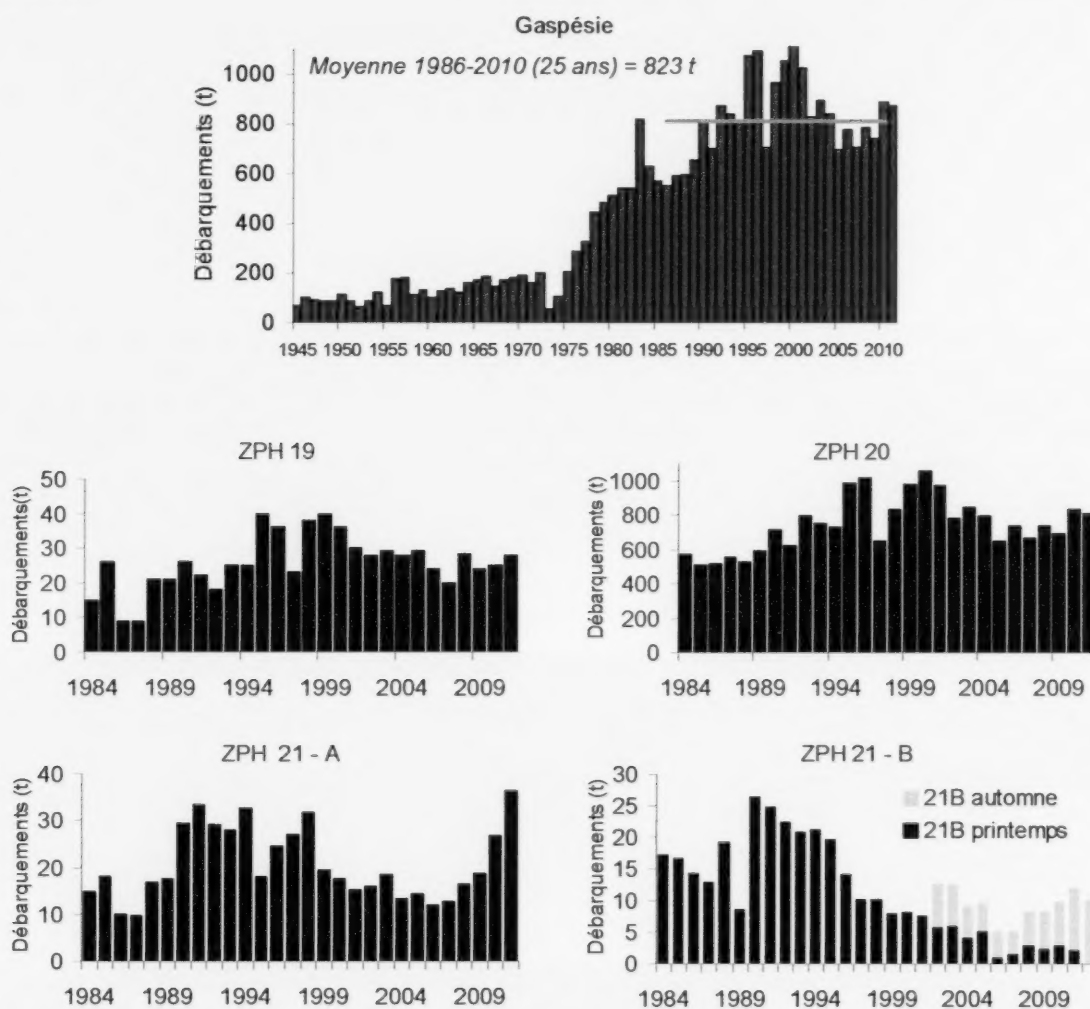 Gaspésie
Moyenne 1986-2010 (25 ans) = 823 t
Débarquements (t)
1000
800
600
400
200
0
1945 1950 1955 1960 1965 1970 1975 1980 1985 1990 1995 2000 2005 2010
ZPH 19
Débarquements(t)
50
40
30
20
10
0
1984 1989 1994 1999 2004 2009
ZPH 20
Débarquements (t)
1000
800
600
400
200
0
1984 1989 1994 1999 2004 2009
ZPH 21 - A
Débarquements (t)
40
30
20
10
0
1984 1989 1994 1999 2004 2009
ZPH 21 - B
Débarquements (t)
30
25
20
15
10
5
0
21B automne
21B printemps
1984 1989 1994 1999 2004 2009